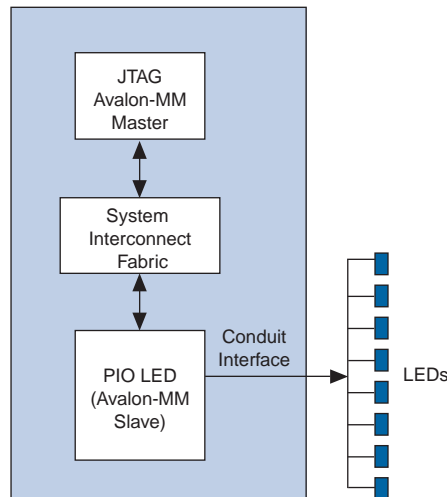 JTAG
Avalon-MM
Master
System
Interconnect
Fabric
Conduit
Interface
PIO LED
(Avalon-MM
Slave)
LEDs